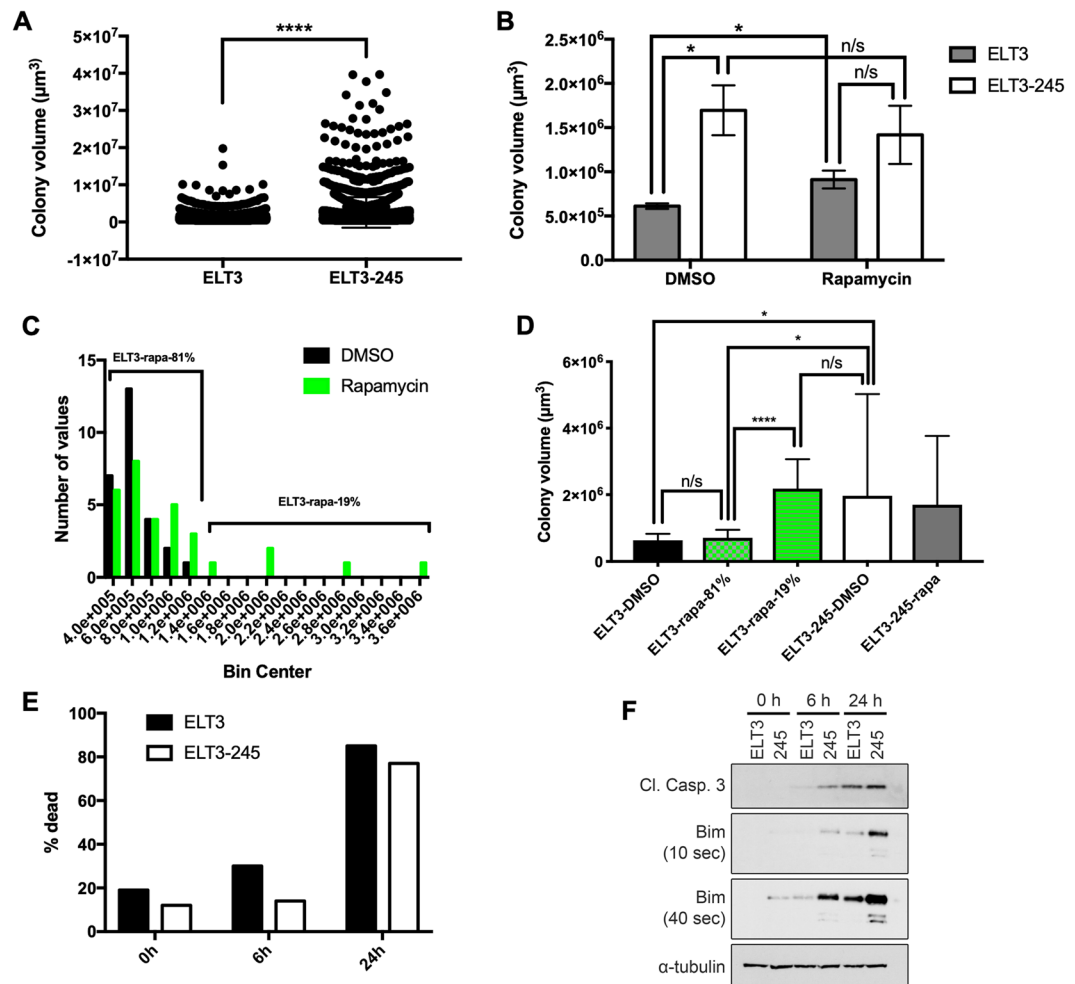 A
Colony volume (µm³)
5×10⁷
4×10⁷
3×10⁷
2×10⁷
1×10⁷
0
-1×10⁷
****
ELT3
ELT3-245
B
Colony volume (µm³)
2.5×10⁶
2.0×10⁶
1.5×10⁶
1.0×10⁶
5.0×10⁵
0.0
*
*
n/s
n/s
DMSO
Rapamycin
ELT3
ELT3-245
C
Number of values
15
10
5
0
ELT3-rapa-81%
ELT3-rapa-19%
DMSO
Rapamycin
4.0e+005
6.0e+005
8.0e+005
1.0e+006
1.2e+006
1.4e+006
1.6e+006
1.8e+006
2.0e+006
2.2e+006
2.4e+006
2.6e+006
2.8e+006
3.0e+006
3.2e+006
3.4e+006
3.6e+006
Bin Center
D
Colony volume (µm³)
6×10⁶
4×10⁶
2×10⁶
0
*
*
n/s
****
n/s
ELT3-DMSO
ELT3-rapa-81%
ELT3-rapa-19%
ELT3-245-DMSO
ELT3-245-rapa
E
% dead
100
80
60
40
20
0
ELT3
ELT3-245
0h
6h
24h
F
0 h 6 h 24 h
ELT3 245 ELT3 245 ELT3 245
Cl. Casp. 3
Bim
(10 sec)
Bim
(40 sec)
α-tubulin